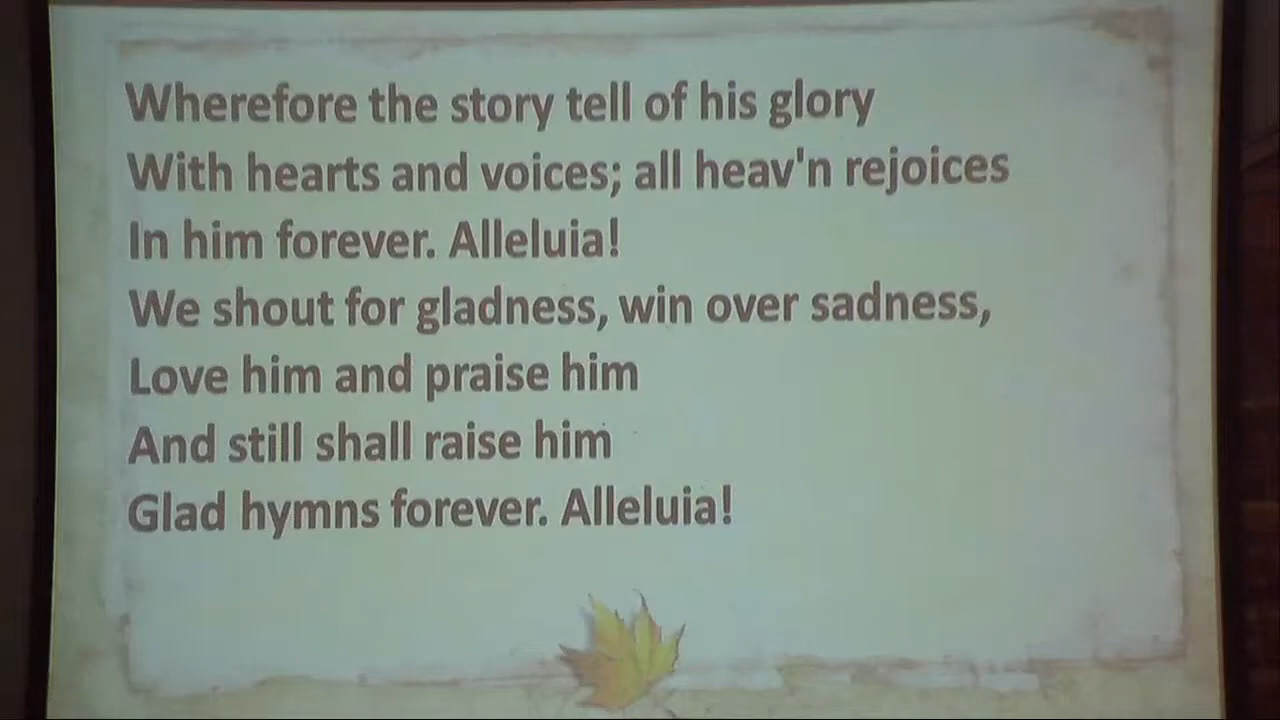 Wherefore the story tell of his glory
With hearts and voices; all heav'n rejoices
In him forever. Alleluia!
We shout for gladness, win over sadness,
Love him and praise him
And still shall raise him
Glad hymns forever. Alleluia!